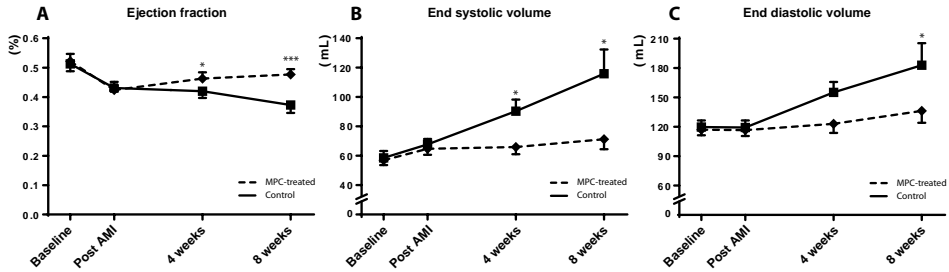 A Ejection fraction
(%)
0.6
0.5
0.4
0.3
0.2
0.1
0.0
*
***
MPC-treated
Control
Baseline
Post AMI
4 weeks
8 weeks
B End systolic volume
(mL)
140
120
100
80
60
40
0
*
*
MPC-treated
Control
Baseline
Post AMI
4 weeks
8 weeks
C End diastolic volume
(mL)
210
180
150
120
90
60
0
*
MPC-treated
Control
Baseline
Post AMI
4 weeks
8 weeks